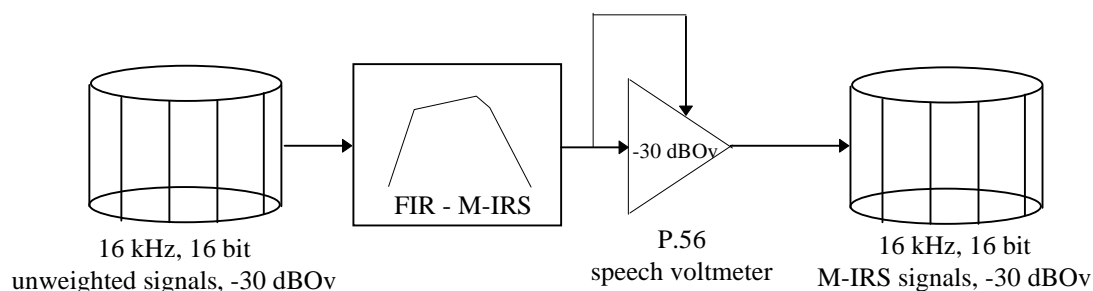 -30 dBOv
FIR - M-IRS
16 kHz, 16 bit
unweighted signals, -30 dBOv
P.56
speech voltmeter
16 kHz, 16 bit
M-IRS signals, -30 dBOv